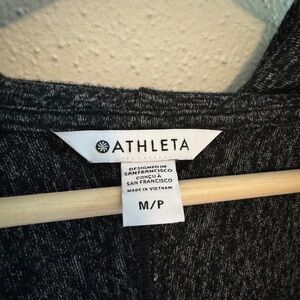 ATHLETA
DESIGNED IN
SAN FRANCISCO
CONÇU À
SAN FRANCISCO
MADE IN VIETNAM
M/P